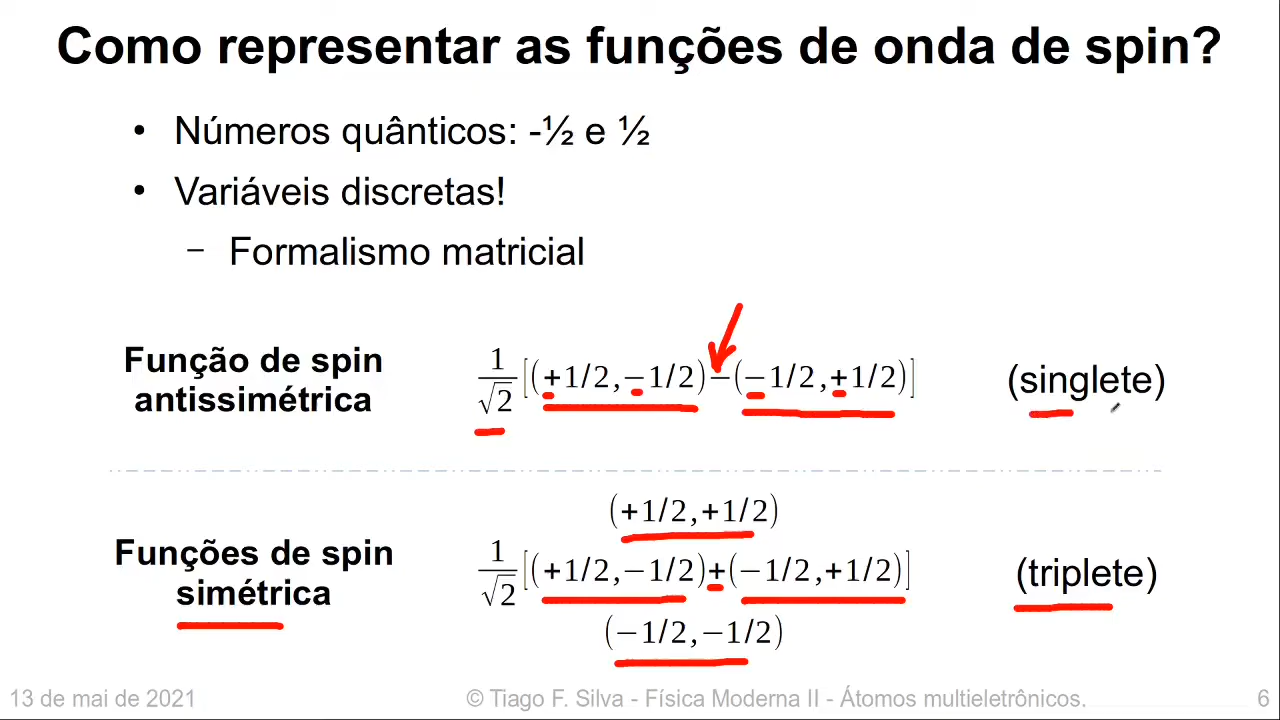 Como representar as funções de onda de spin?
• Números quânticos: -½ e ½
• Variáveis discretas!
– Formalismo matricial
Função de spin antissimétrica
1/√2 [(+1/2,−1/2)−(−1/2,+1/2)]
(singlete)
(+1/2,+1/2)
Funções de spin simétrica
1/√2 [(+1/2,−1/2)+(−1/2,+1/2)]
(triplete)
(−1/2,−1/2)
13 de mai de 2021
© Tiago F. Silva - Física Moderna II - Átomos multieletrônicos.
6